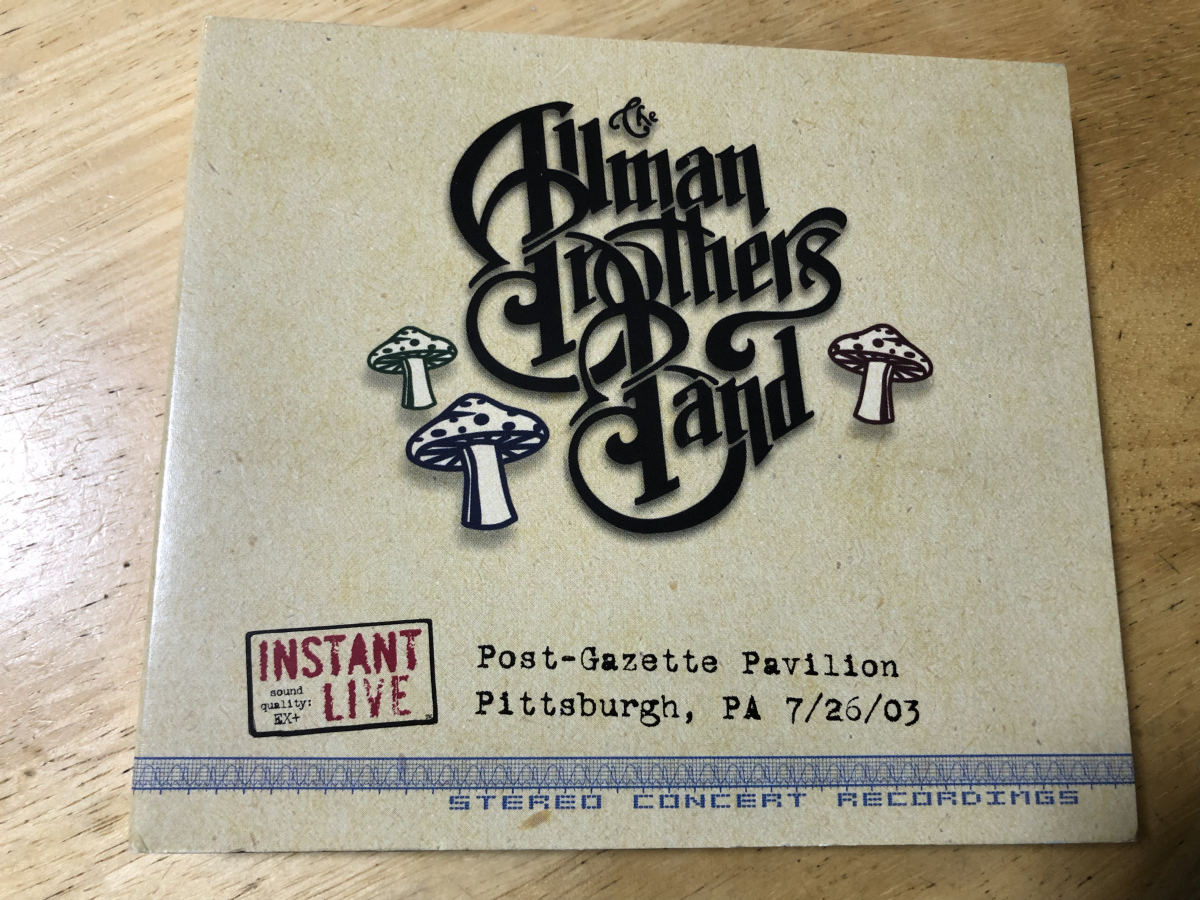 The
Allman
Brothers
Band
INSTANT
LIVE
sound
quality:
EX+
Post-Gazette Pavilion
Pittsburgh, PA 7/26/03
STEREO CONCERT RECORDINGS